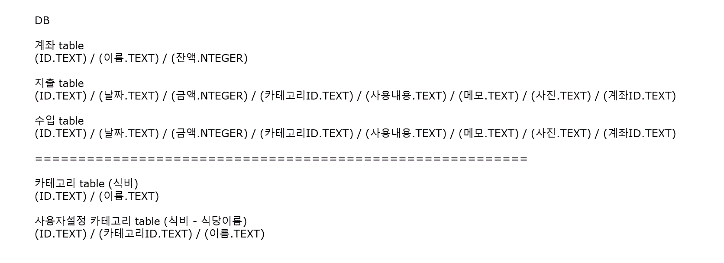 DB
계좌 table
(ID.TEXT) / (이름.TEXT) / (잔액.NTEGER)
지출 table
(ID.TEXT) / (날짜.TEXT) / (금액.NTEGER) / (카테고리ID.TEXT) / (사용내용.TEXT) / (메모.TEXT) / (사진.TEXT) / (계좌ID.TEXT)
수입 table
(ID.TEXT) / (날짜.TEXT) / (금액.NTEGER) / (카테고리ID.TEXT) / (사용내용.TEXT) / (메모.TEXT) / (사진.TEXT) / (계좌ID.TEXT)
=========================================================
카테고리 table (식비)
(ID.TEXT) / (이름.TEXT)
사용자설정 카테고리 table (식비 - 식당이름)
(ID.TEXT) / (카테고리ID.TEXT) / (이름.TEXT)